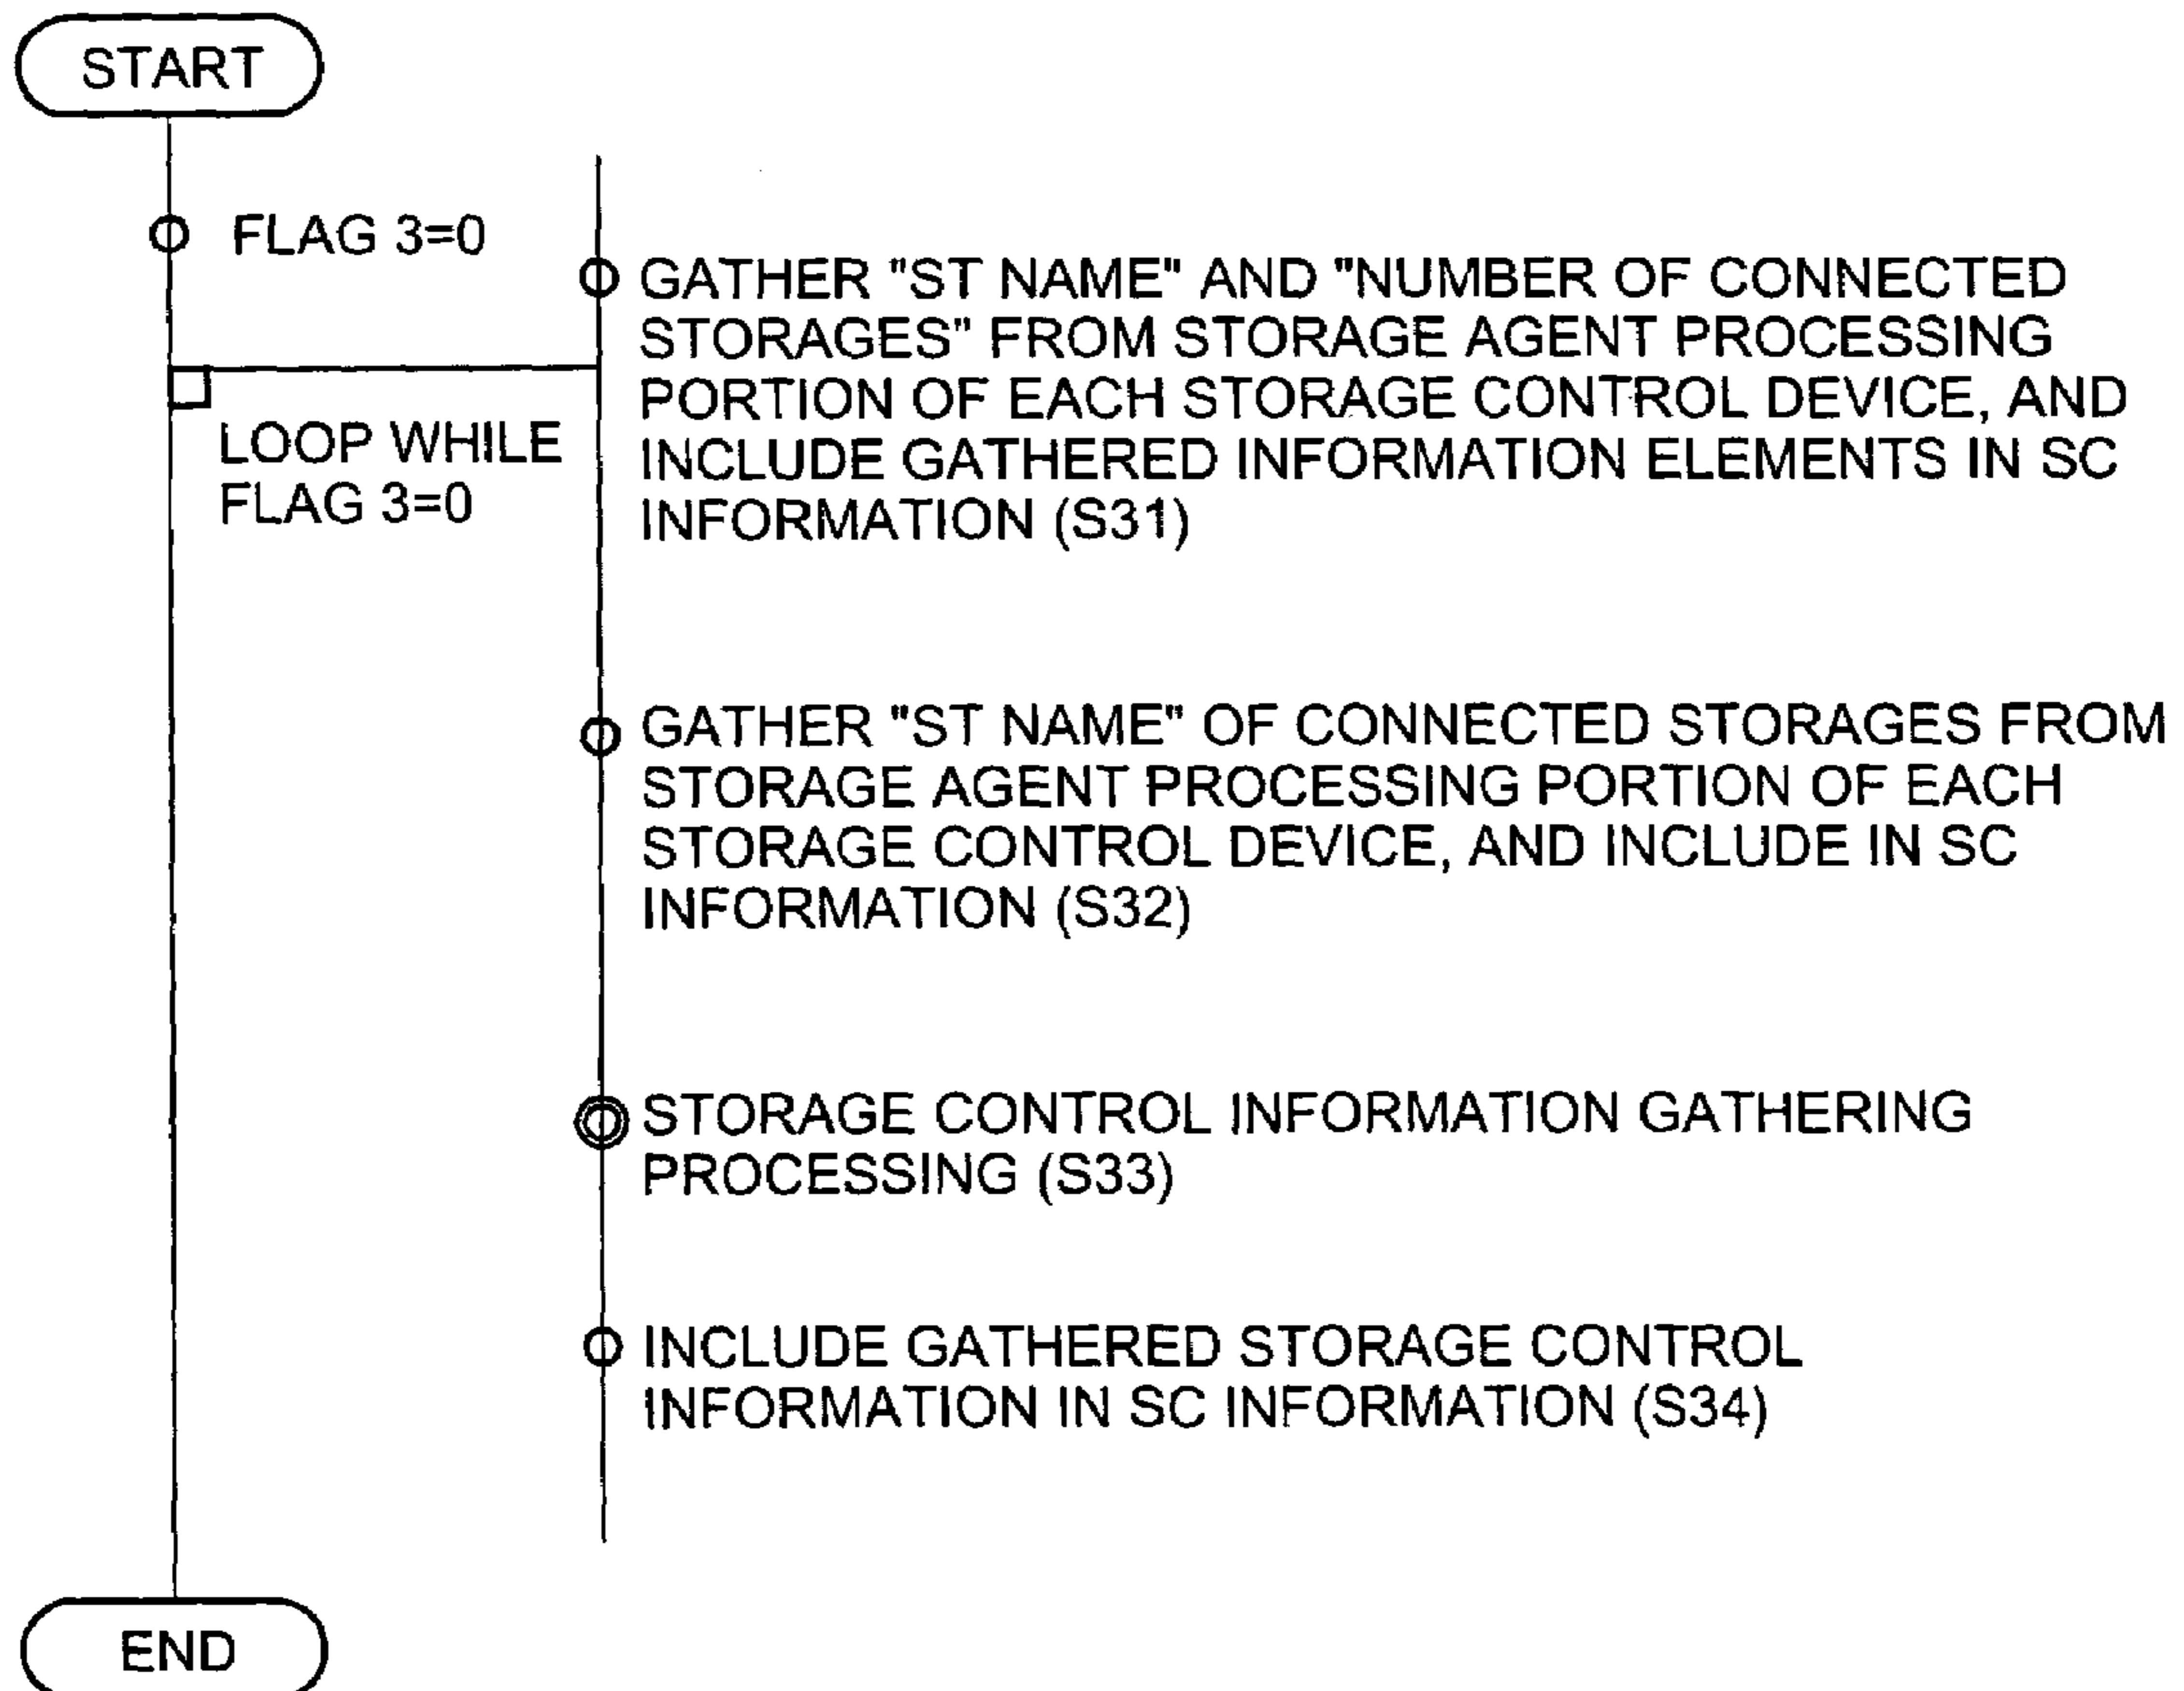 START
FLAG 3=0
LOOP WHILE
FLAG 3=0
GATHER "ST NAME" AND "NUMBER OF CONNECTED
STORAGES" FROM STORAGE AGENT PROCESSING
PORTION OF EACH STORAGE CONTROL DEVICE, AND
INCLUDE GATHERED INFORMATION ELEMENTS IN SC
INFORMATION (S31)
GATHER "ST NAME" OF CONNECTED STORAGES FROM
STORAGE AGENT PROCESSING PORTION OF EACH
STORAGE CONTROL DEVICE, AND INCLUDE IN SC
INFORMATION (S32)
STORAGE CONTROL INFORMATION GATHERING
PROCESSING (S33)
INCLUDE GATHERED STORAGE CONTROL
INFORMATION IN SC INFORMATION (S34)
END